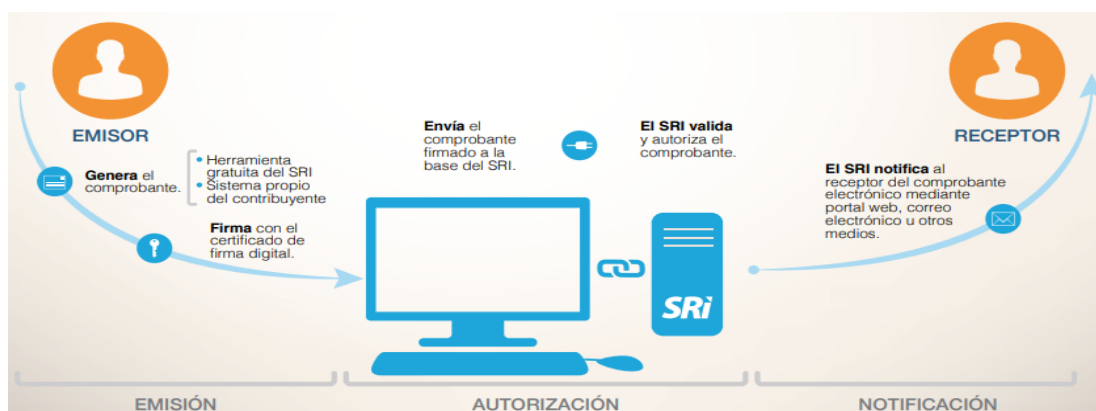 EMISOR
Genera el
comprobante.
• Herramienta
gratuita del SRI
• Sistema propio
del contribuyente
Firma con el
certificado de
firma digital.
Envía el
comprobante
firmado a la
base del SRI.
El SRI valida
y autoriza el
comprobante.
SRi
RECEPTOR
El SRI notifica al
receptor del comprobante
electrónico mediante
portal web, correo
electrónico u otros
medios.
EMISIÓN
AUTORIZACIÓN
NOTIFICACIÓN